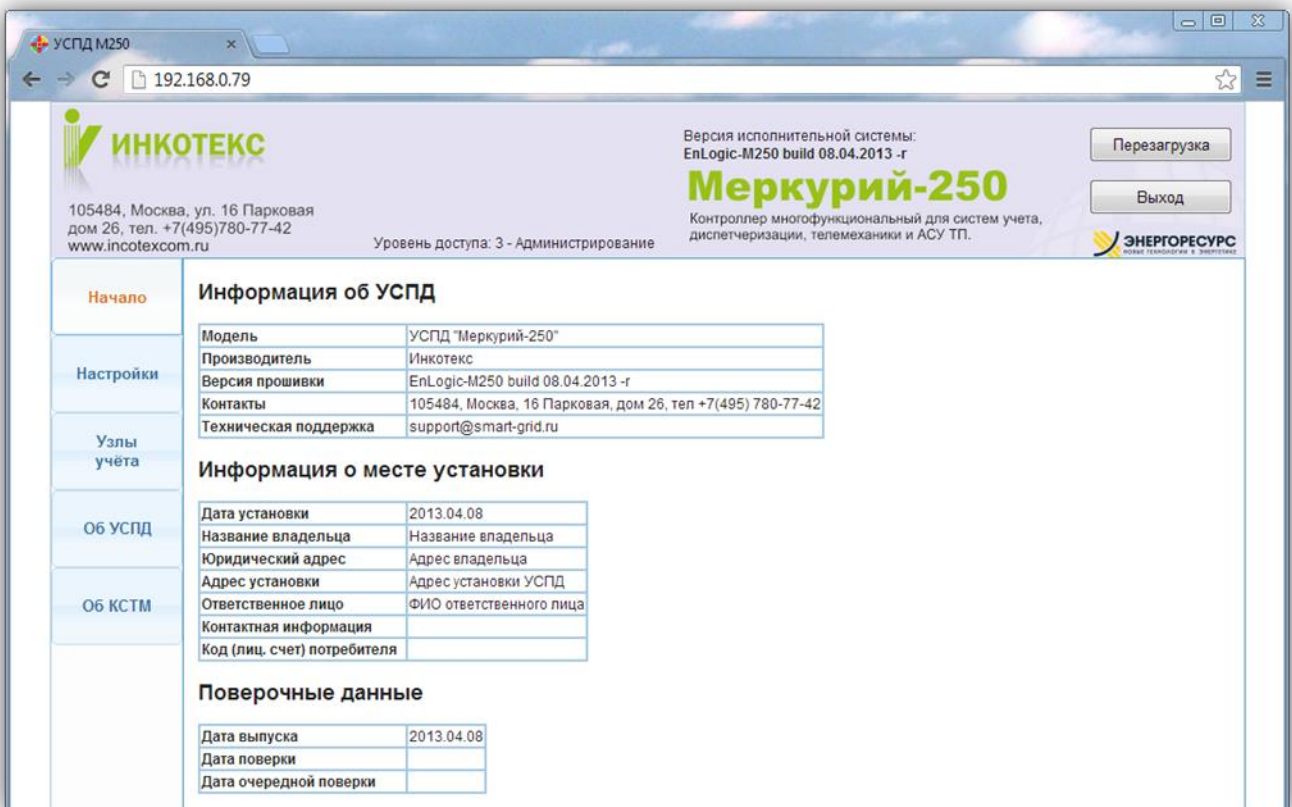 УСПД М250
192.168.0.79
ИНКОТЕКС
105484, Москва, ул. 16 Парковая
дом 26, тел. +7(495)780-77-42
www.incotexcom.ru
Уровень доступа: 3 - Администрирование
Версия исполнительной системы:
EnLogic-M250 build 08.04.2013 -r
Меркурий-250
Контроллер многофункциональный для систем учета,
диспетчеризации, телемеханики и АСУ ТП.
Перезагрузка
Выход
ЭНЕРГОРЕСУРС
НОВЫЕ ТЕХНОЛОГИИ В ЭНЕРГЕТИКЕ
Начало
Настройки
Узлы
учёта
Об УСПД
Об КСТМ
Информация об УСПД
Модель УСПД "Меркурий-250"
Производитель Инкотекс
Версия прошивки EnLogic-M250 build 08.04.2013 -r
Контакты 105484, Москва, 16 Парковая, дом 26, тел +7(495) 780-77-42
Техническая поддержка support@smart-grid.ru
Информация о месте установки
Дата установки 2013.04.08
Название владельца Название владельца
Юридический адрес Адрес владельца
Адрес установки Адрес установки УСПД
Ответственное лицо ФИО ответственного лица
Контактная информация
Код (лиц. счет) потребителя
Поверочные данные
Дата выпуска 2013.04.08
Дата поверки
Дата очередной поверки